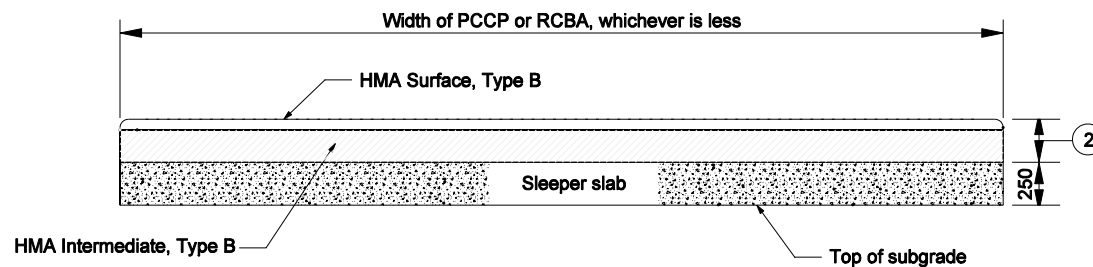 Width of PCCP or RCBA, whichever is less
HMA Surface, Type B
2
Sleeper slab
250
HMA Intermediate, Type B
Top of subgrade